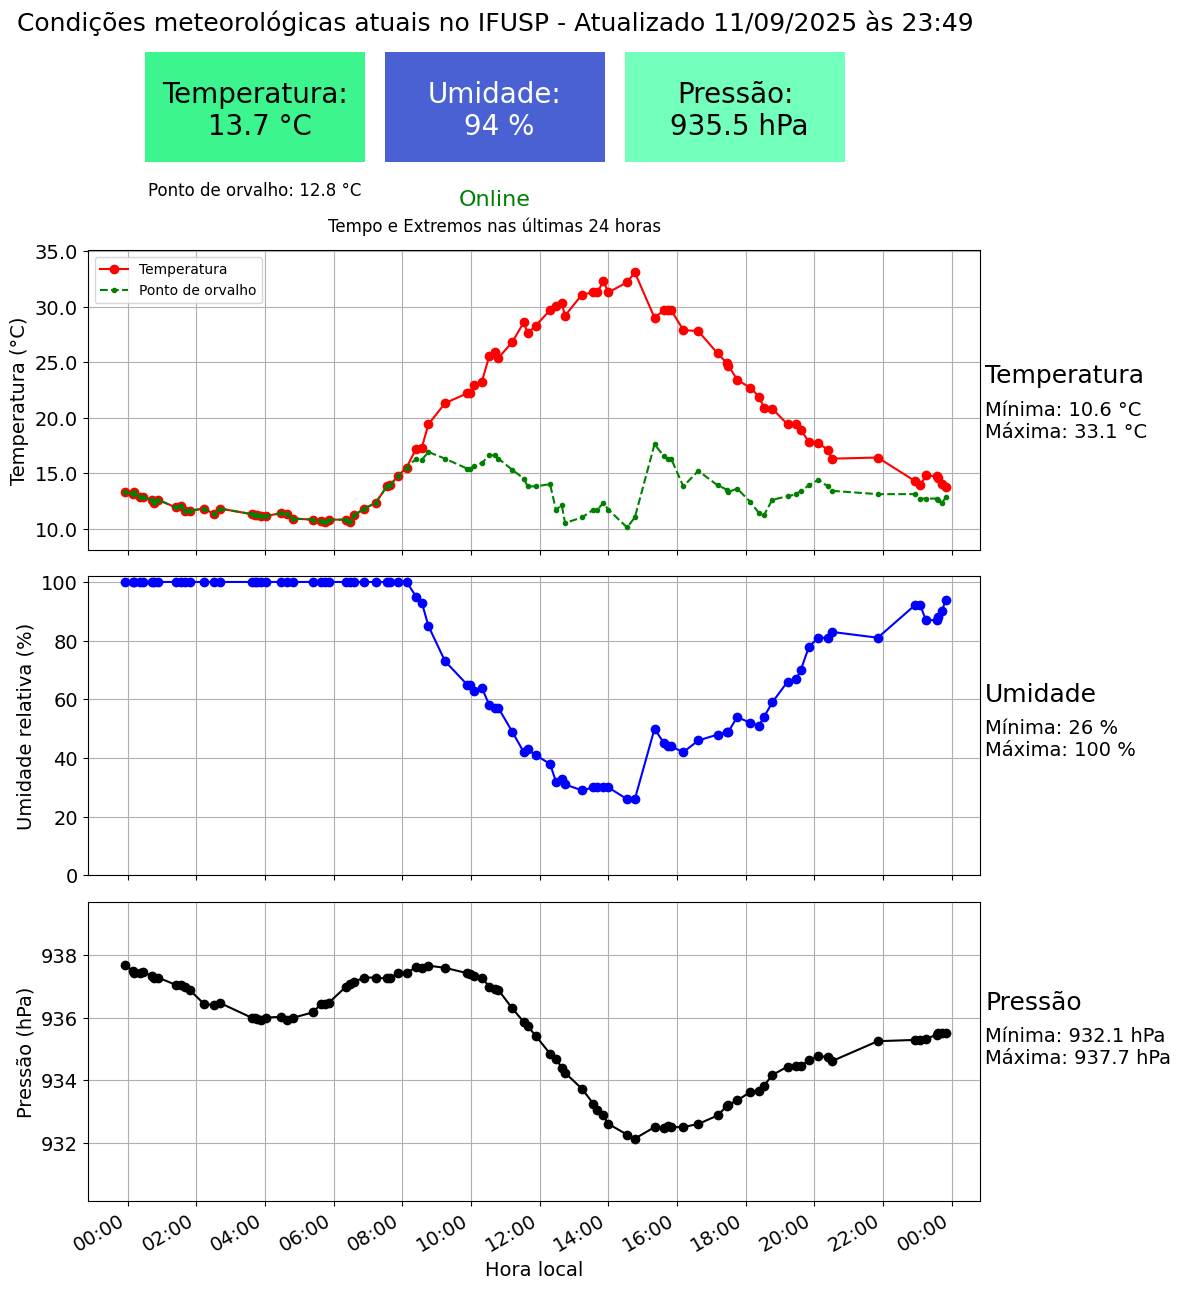 Condições meteorológicas atuais no IFUSP - Atualizado 11/09/2025 às 23:49
Temperatura:
13.7 °C
Umidade:
94 %
Pressão:
935.5 hPa
Ponto de orvalho: 12.8 °C
Online
Tempo e Extremos nas últimas 24 horas
Temperatura (°C)
35.0
30.0
25.0
20.0
15.0
10.0
Temperatura
Ponto de orvalho
Temperatura
Mínima: 10.6 °C
Máxima: 33.1 °C
Umidade relativa (%)
100
80
60
40
20
0
Umidade
Mínima: 26 %
Máxima: 100 %
Pressão (hPa)
938
936
934
932
Pressão
Mínima: 932.1 hPa
Máxima: 937.7 hPa
00:00 02:00 04:00 06:00 08:00 10:00 12:00 14:00 16:00 18:00 20:00 22:00 00:00
Hora local